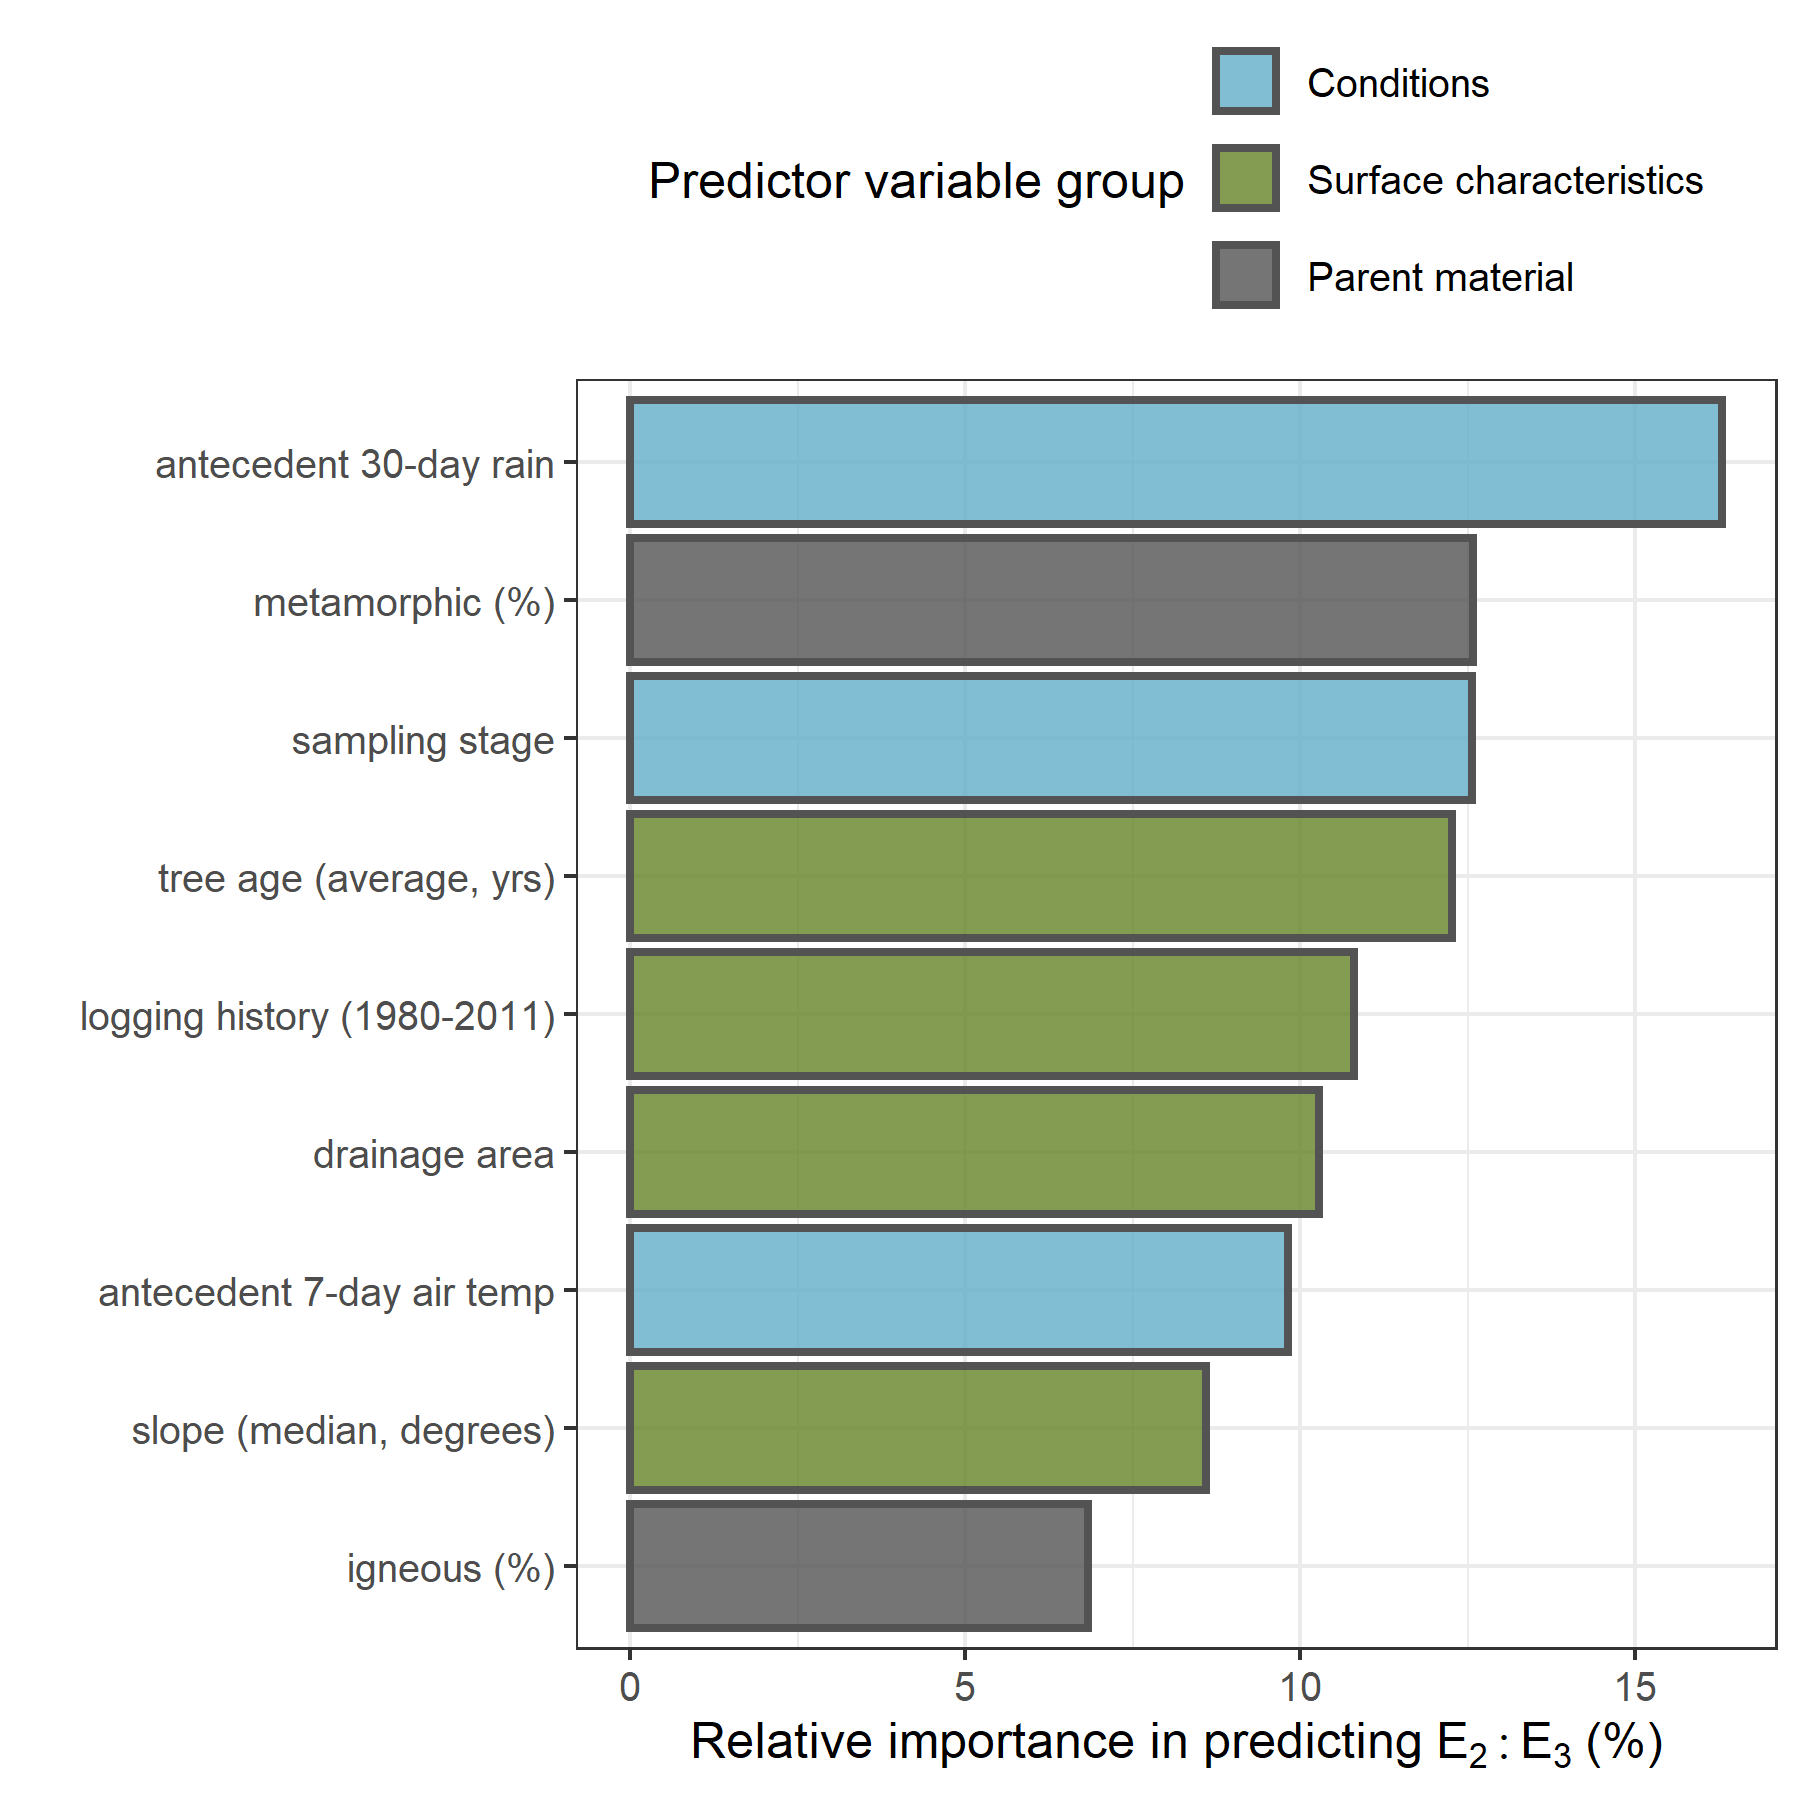 Predictor variable group
Conditions
Surface characteristics
Parent material
antecedent 30-day rain
metamorphic (%)
sampling stage
tree age (average, yrs)
logging history (1980-2011)
drainage area
antecedent 7-day air temp
slope (median, degrees)
igneous (%)
0 5 10 15
Relative importance in predicting E₂ : E₃ (%)